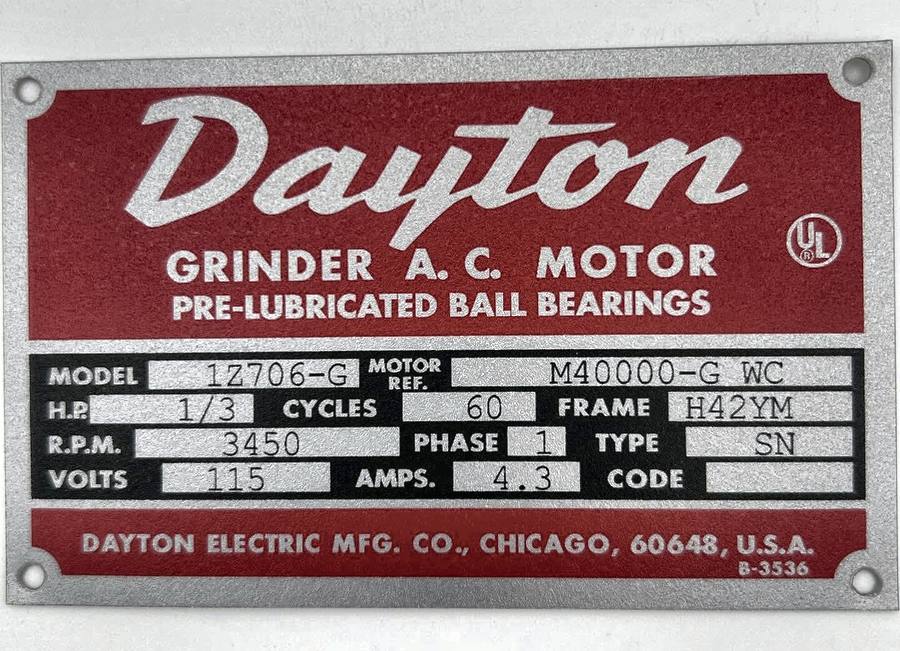 Dayton
UL
®
GRINDER A. C. MOTOR
PRE-LUBRICATED BALL BEARINGS
MODEL 1Z706-G MOTOR REF. M40000-G WC
H.P. 1/3 CYCLES 60 FRAME H42YM
R.P.M. 3450 PHASE 1 TYPE SN
VOLTS 115 AMPS. 4.3 CODE
DAYTON ELECTRIC MFG. CO., CHICAGO, 60648, U.S.A.
B-3536